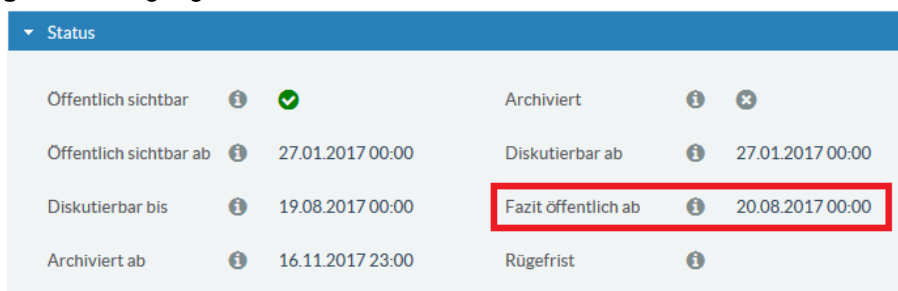 Status
Öffentlich sichtbar Archiviert
Öffentlich sichtbar ab 27.01.2017 00:00 Diskutierbar ab 27.01.2017 00:00
Diskutierbar bis 19.08.2017 00:00 Fazit öffentlich ab 20.08.2017 00:00
Archiviert ab 16.11.2017 23:00 Rügefrist